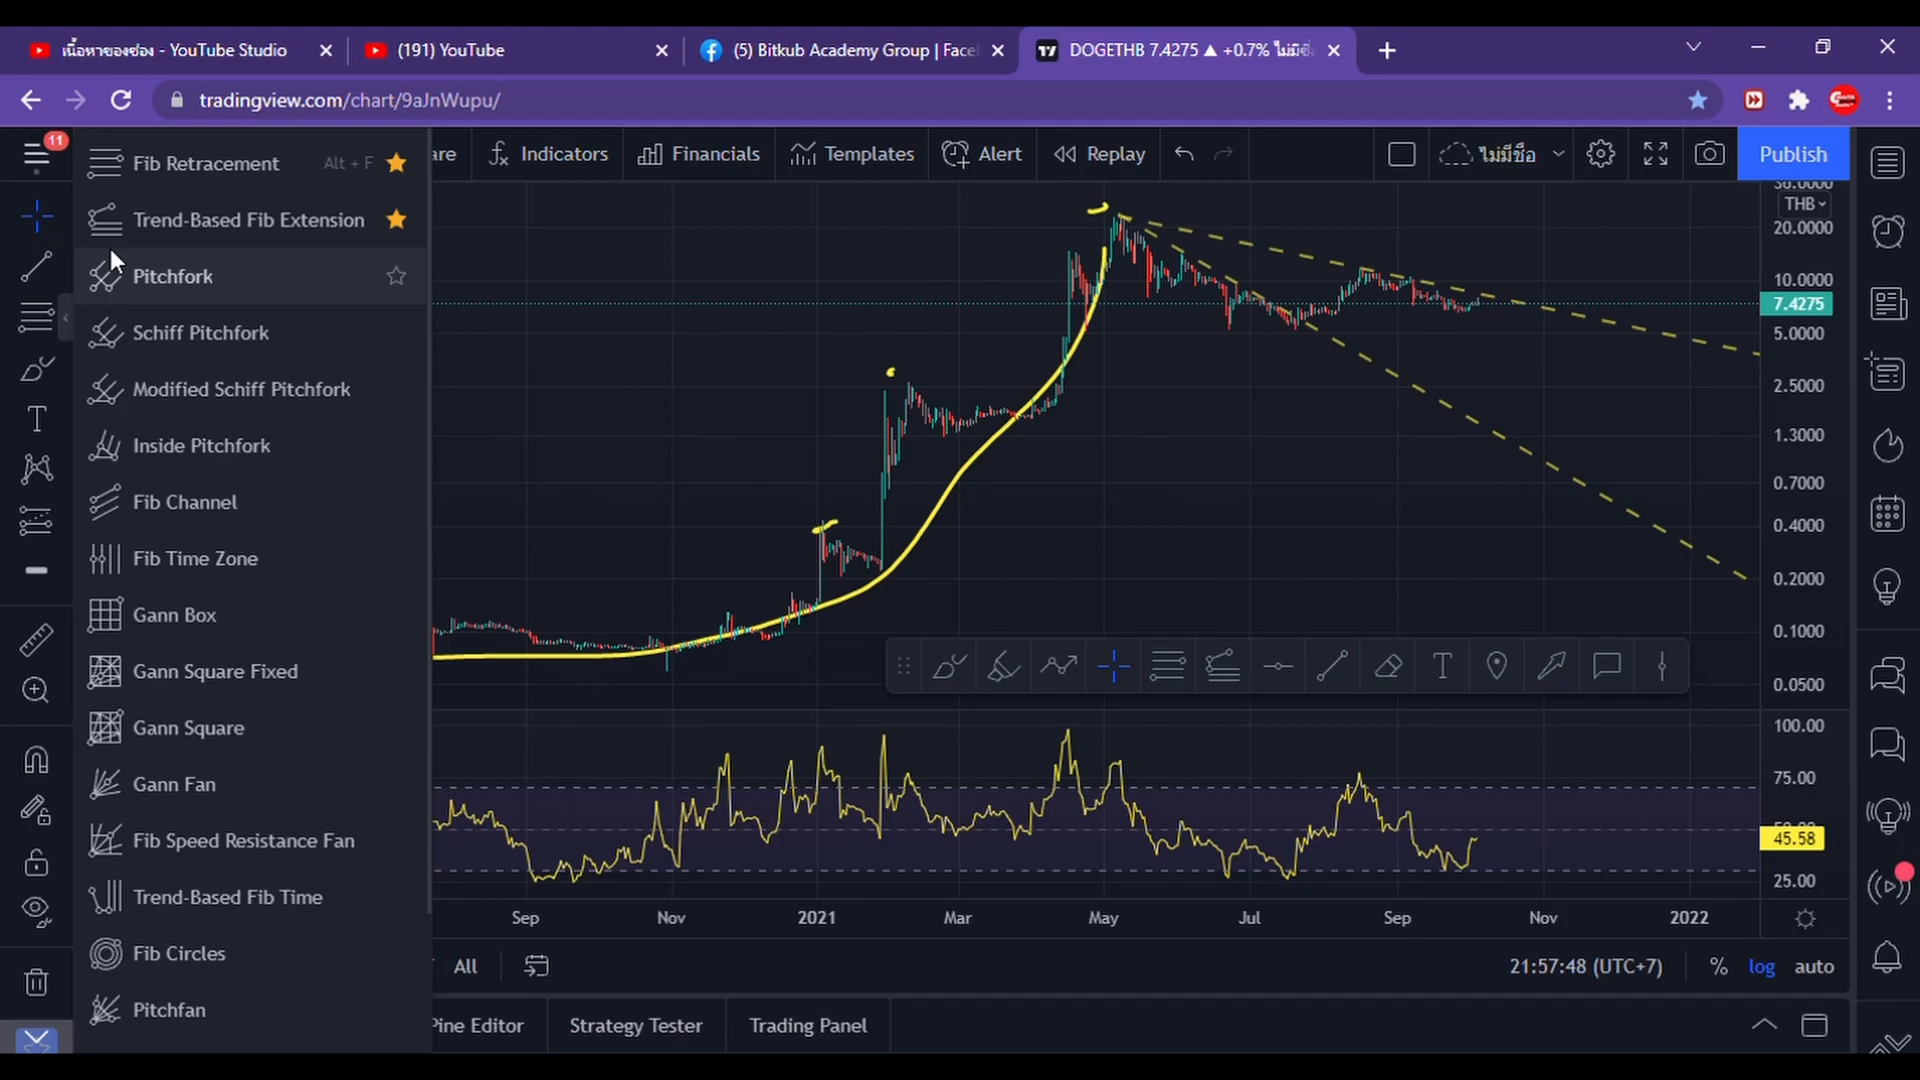 เนื้อหาของช่อง - YouTube Studio
(191) YouTube
(5) Bitkub Academy Group | Face
DOGETHB 7.4275 ▲ +0.7% ไม่มีชื่
tradingview.com/chart/9aJnWupu/
11
Fib Retracement Alt + F
Trend-Based Fib Extension
Pitchfork
Schiff Pitchfork
Modified Schiff Pitchfork
Inside Pitchfork
Fib Channel
Fib Time Zone
Gann Box
Gann Square Fixed
Gann Square
Gann Fan
Fib Speed Resistance Fan
Trend-Based Fib Time
Fib Circles
Pitchfan
are
Indicators
Financials
Templates
Alert
Replay
ไม่มีชื่อ
Publish
36.0000
THB
20.0000
10.0000
7.4275
5.0000
2.5000
1.3000
0.7000
0.4000
0.2000
0.1000
0.0500
100.00
75.00
45.58
25.00
Sep Nov 2021 Mar May Jul Sep Nov 2022
All
21:57:48 (UTC+7) % log auto
Pine Editor
Strategy Tester
Trading Panel